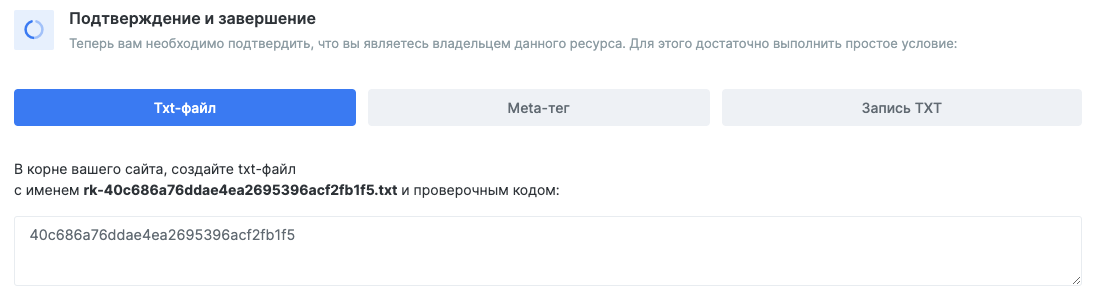 Подтверждение и завершение
Теперь вам необходимо подтвердить, что вы являетесь владельцем данного ресурса. Для этого достаточно выполнить простое условие:
Txt-файл
Meta-тег
Запись TXT
В корне вашего сайта, создайте txt-файл
с именем rk-40c686a76ddae4ea2695396acf2fb1f5.txt и проверочным кодом:
40c686a76ddae4ea2695396acf2fb1f5